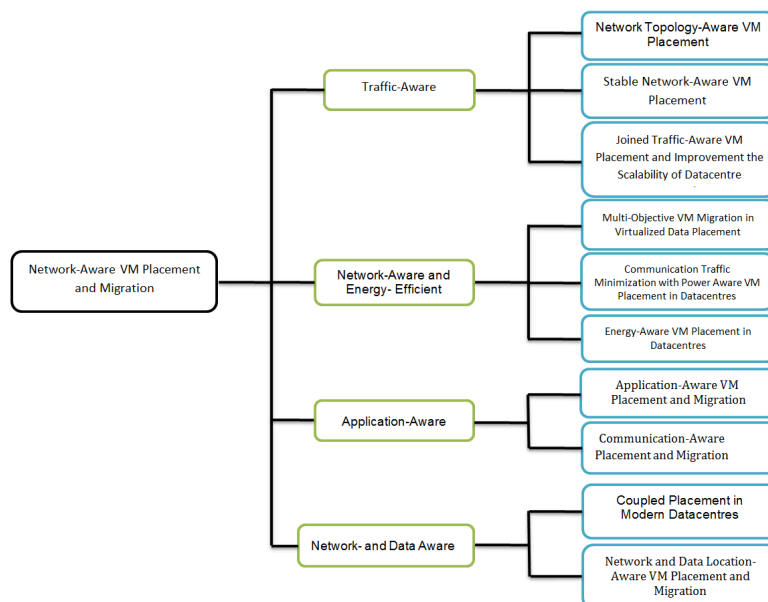 Network Topology-Aware VM
Placement
Traffic-Aware
Stable Network-Aware VM
Placement
Joined Traffic-Aware VM
Placement and Improvement the
Scalability of Datacentre
Multi-Objective VM Migration in
Virtualized Data Placement
Network-Aware VM Placement
and Migration
Network-Aware and
Energy- Efficient
Communication Traffic
Minimization with Power Aware VM
Placement in Datacentres
Energy-Aware VM Placement in
Datacentres
Application-Aware VM
Placement and Migration
Application-Aware
Communication-Aware
Placement and Migration
Coupled Placement in
Modern Datacentres
Network- and Data Aware
Network and Data Location-
Aware VM Placement and
Migration